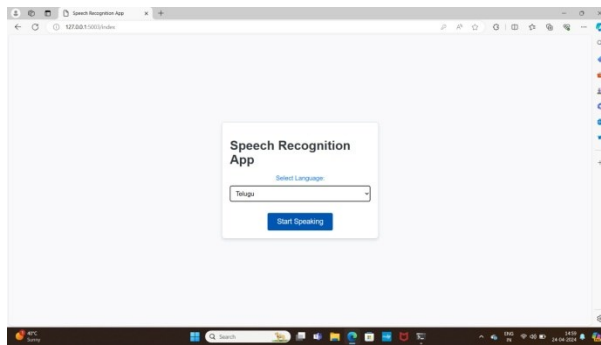 Speech Recognition App
127.0.0.1:5003/index
Speech Recognition
App
Select Language:
Telugu
Start Speaking
40°C
Sunny
Search
ENG
IN
14:59
24-04-2024